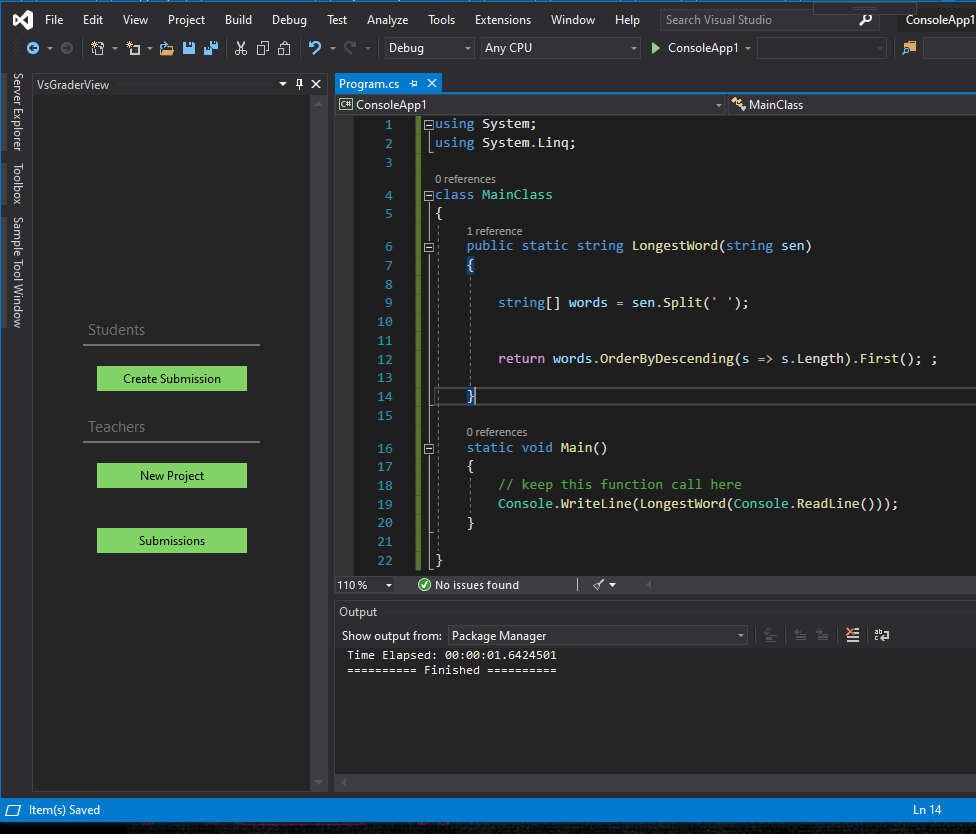 File Edit View Project Build Debug Test Analyze Tools Extensions Window Help Search Visual Studio ConsoleApp1
Debug Any CPU ConsoleApp1
Server Explorer
Toolbox
Sample Tool Window
VsGraderView
Students
Create Submission
Teachers
New Project
Submissions
Program.cs
C# ConsoleApp1 MainClass
1 using System;
2 using System.Linq;
3
0 references
4 class MainClass
5 {
1 reference
6 public static string LongestWord(string sen)
7 {
8
9 string[] words = sen.Split(' ');
10
11
12 return words.OrderByDescending(s => s.Length).First(); ;
13
14 }
15
0 references
16 static void Main()
17 {
18 // keep this function call here
19 Console.WriteLine(LongestWord(Console.ReadLine()));
20 }
21
22 }
110 % No issues found
Output
Show output from: Package Manager
Time Elapsed: 00:00:01.6424501
========== Finished ==========
Item(s) Saved Ln 14